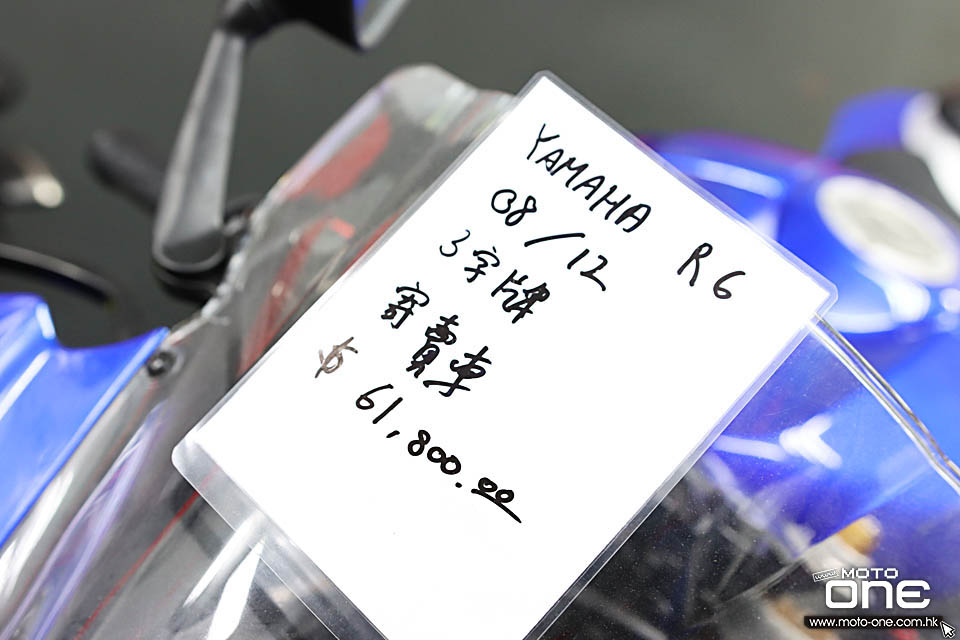 YAMAHA R6
08/12
3字牌
寄賣車
$61,800.00
www.
MOTO
ONE
www.moto-one.com.hk